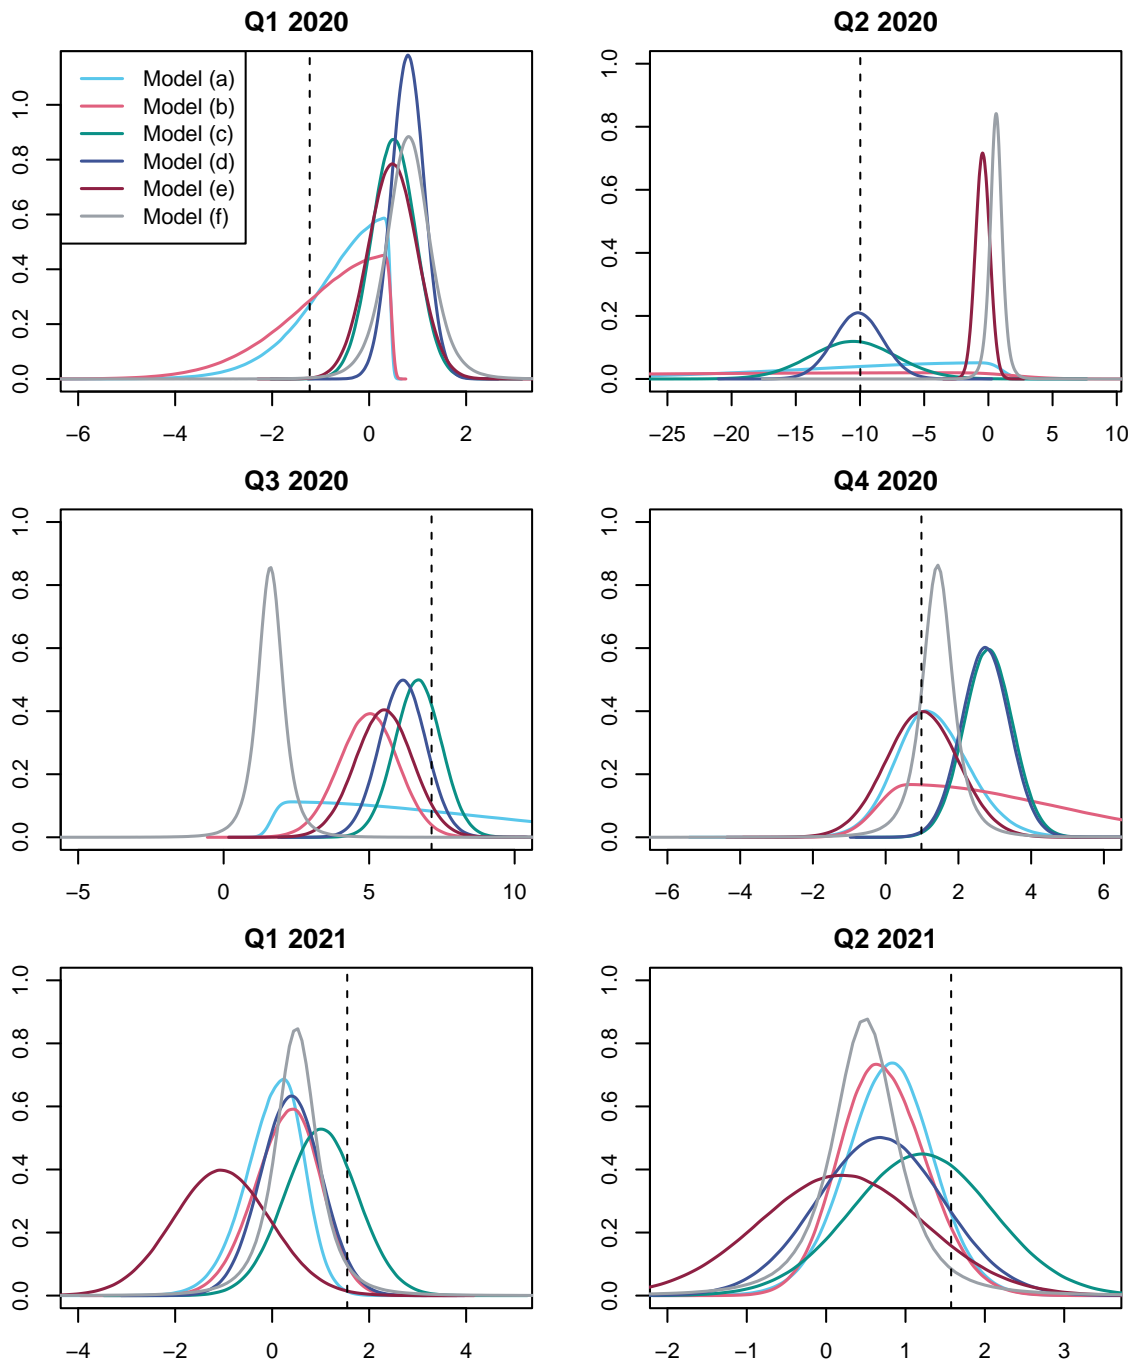 Q1 2020
Model (a)
Model (b)
Model (c)
Model (d)
Model (e)
Model (f)
0.0 0.2 0.4 0.6 0.8 1.0
−6 −4 −2 0 2
Q2 2020
0.0 0.2 0.4 0.6 0.8 1.0
−25 −20 −15 −10 −5 0 5 10
Q3 2020
0.0 0.2 0.4 0.6 0.8 1.0
−5 0 5 10
Q4 2020
0.0 0.2 0.4 0.6 0.8 1.0
−6 −4 −2 0 2 4 6
Q1 2021
0.0 0.2 0.4 0.6 0.8 1.0
−4 −2 0 2 4
Q2 2021
0.0 0.2 0.4 0.6 0.8 1.0
−2 −1 0 1 2 3